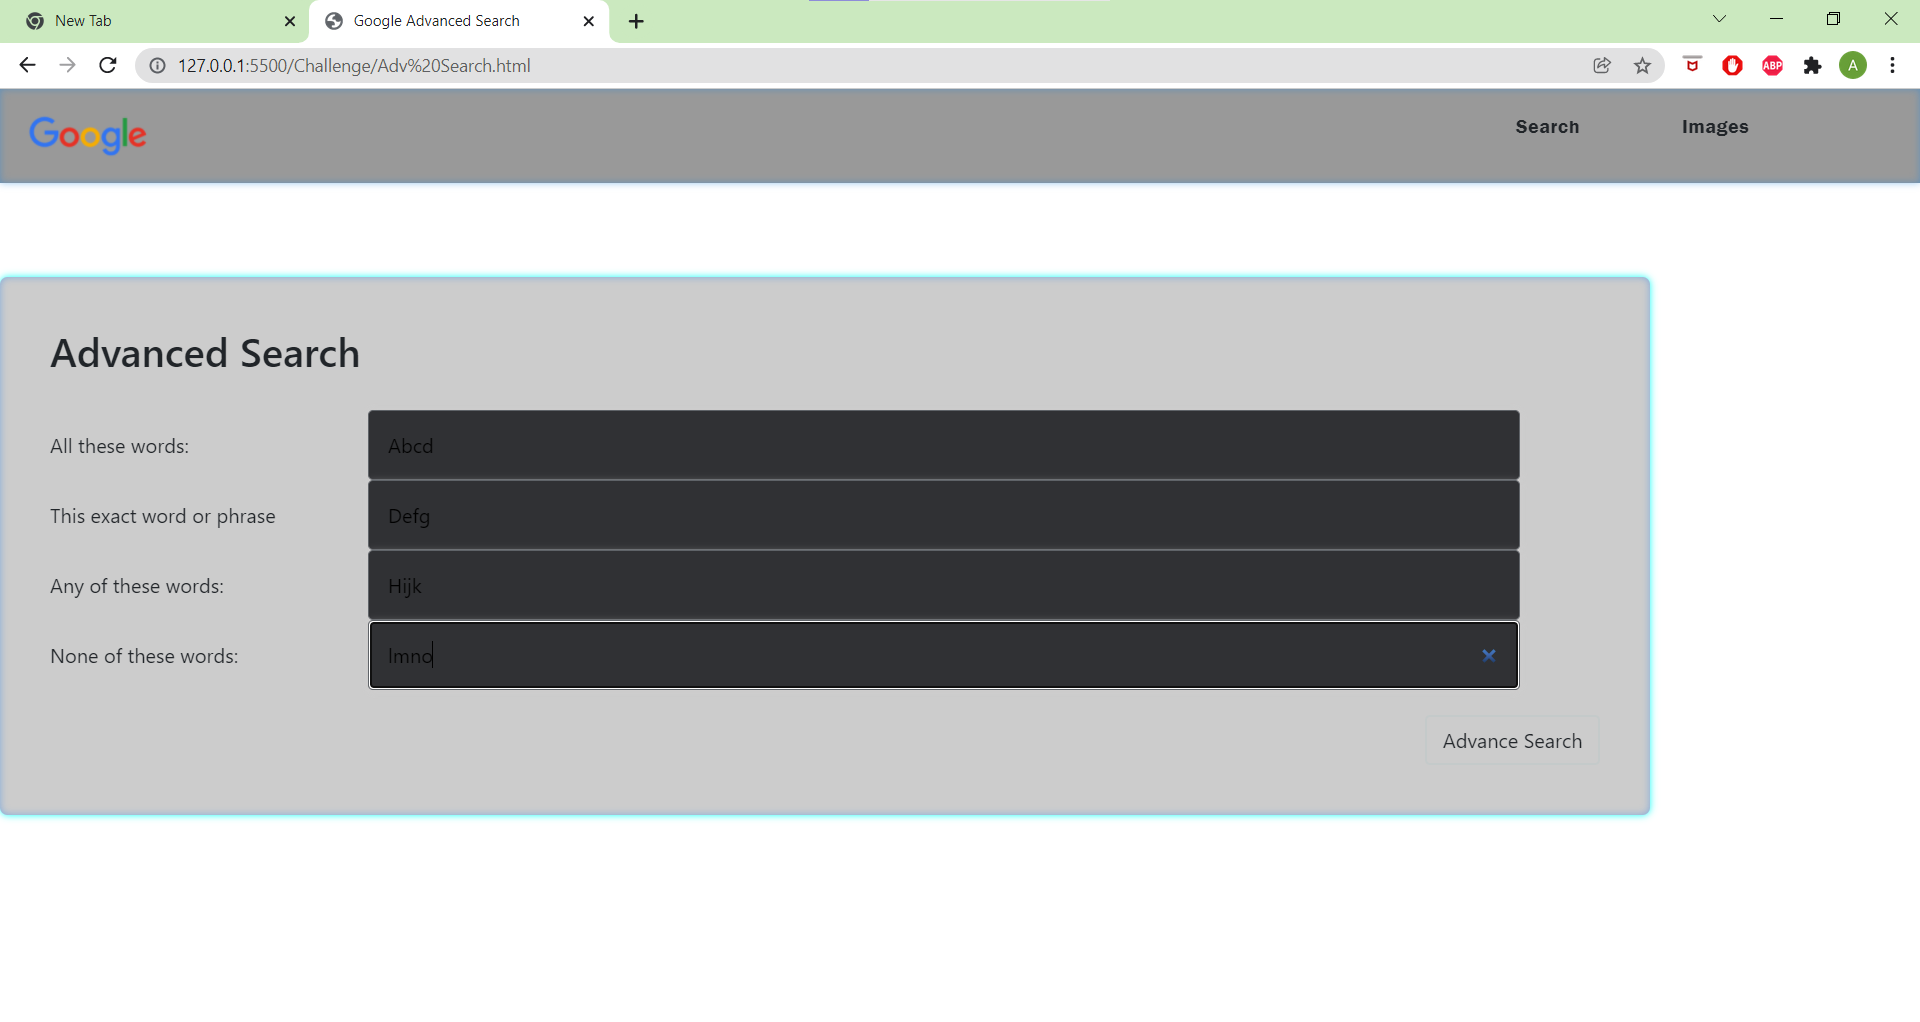 New Tab
Google Advanced Search
127.0.0.1:5500/Challenge/Adv%20Search.html
ABP
A
Google
Search
Images
Advanced Search
All these words:
Abcd
This exact word or phrase
Defg
Any of these words:
Hijk
None of these words:
lmno
Advance Search